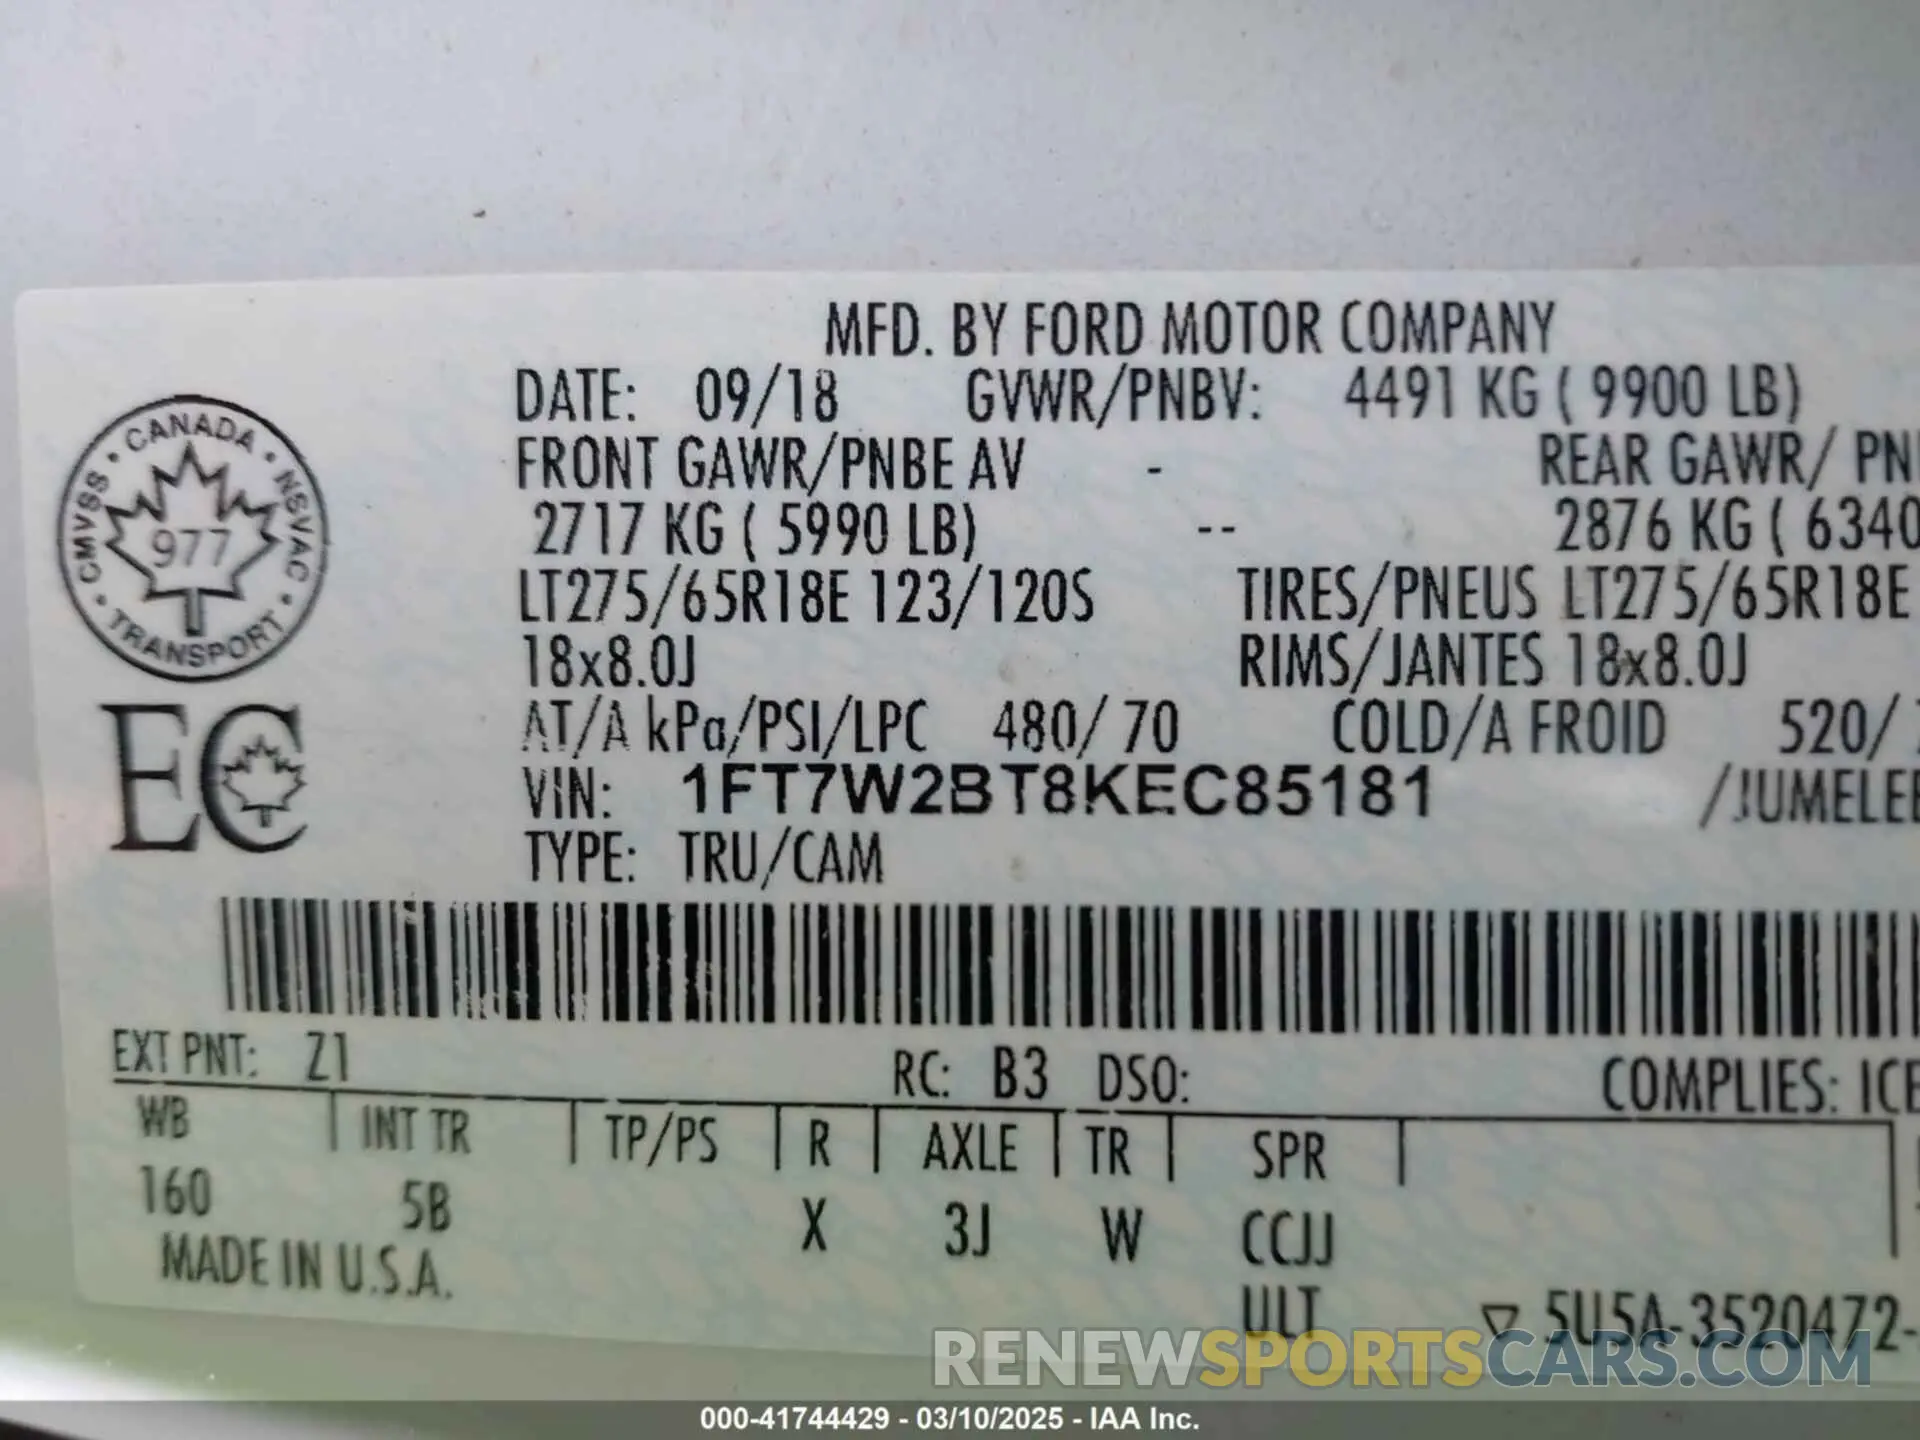 MFD. BY FORD MOTOR COMPANY
DATE: 09/18 GVWR/PNBV: 4491 KG ( 9900 LB)
FRONT GAWR/PNBE AV - REAR GAWR/ PN
2717 KG ( 5990 LB) -- 2876 KG ( 6340
LT275/65R18E 123/120S TIRES/PNEUS LT275/65R18E
18x8.0J RIMS/JANTES 18x8.0J
AT/A kPa/PSI/LPC 480/ 70 COLD/A FROID 520/
VIN: 1FT7W2BT8KEC85181 /JUMELEE
TYPE: TRU/CAM
CANADA · NSVAC · TRANSPORT · CMVSS ·
977
EC
EXT PNT: Z1 RC: B3 DSO: COMPLIES: ICE
WB INT TR TP/PS R AXLE TR SPR
160 5B X 3J W CCJJ
MADE IN U.S.A.
ULT 5U5A-3520472-
RENEWSPORTSCARS.COM
000-41744429 - 03/10/2025 - IAA Inc.